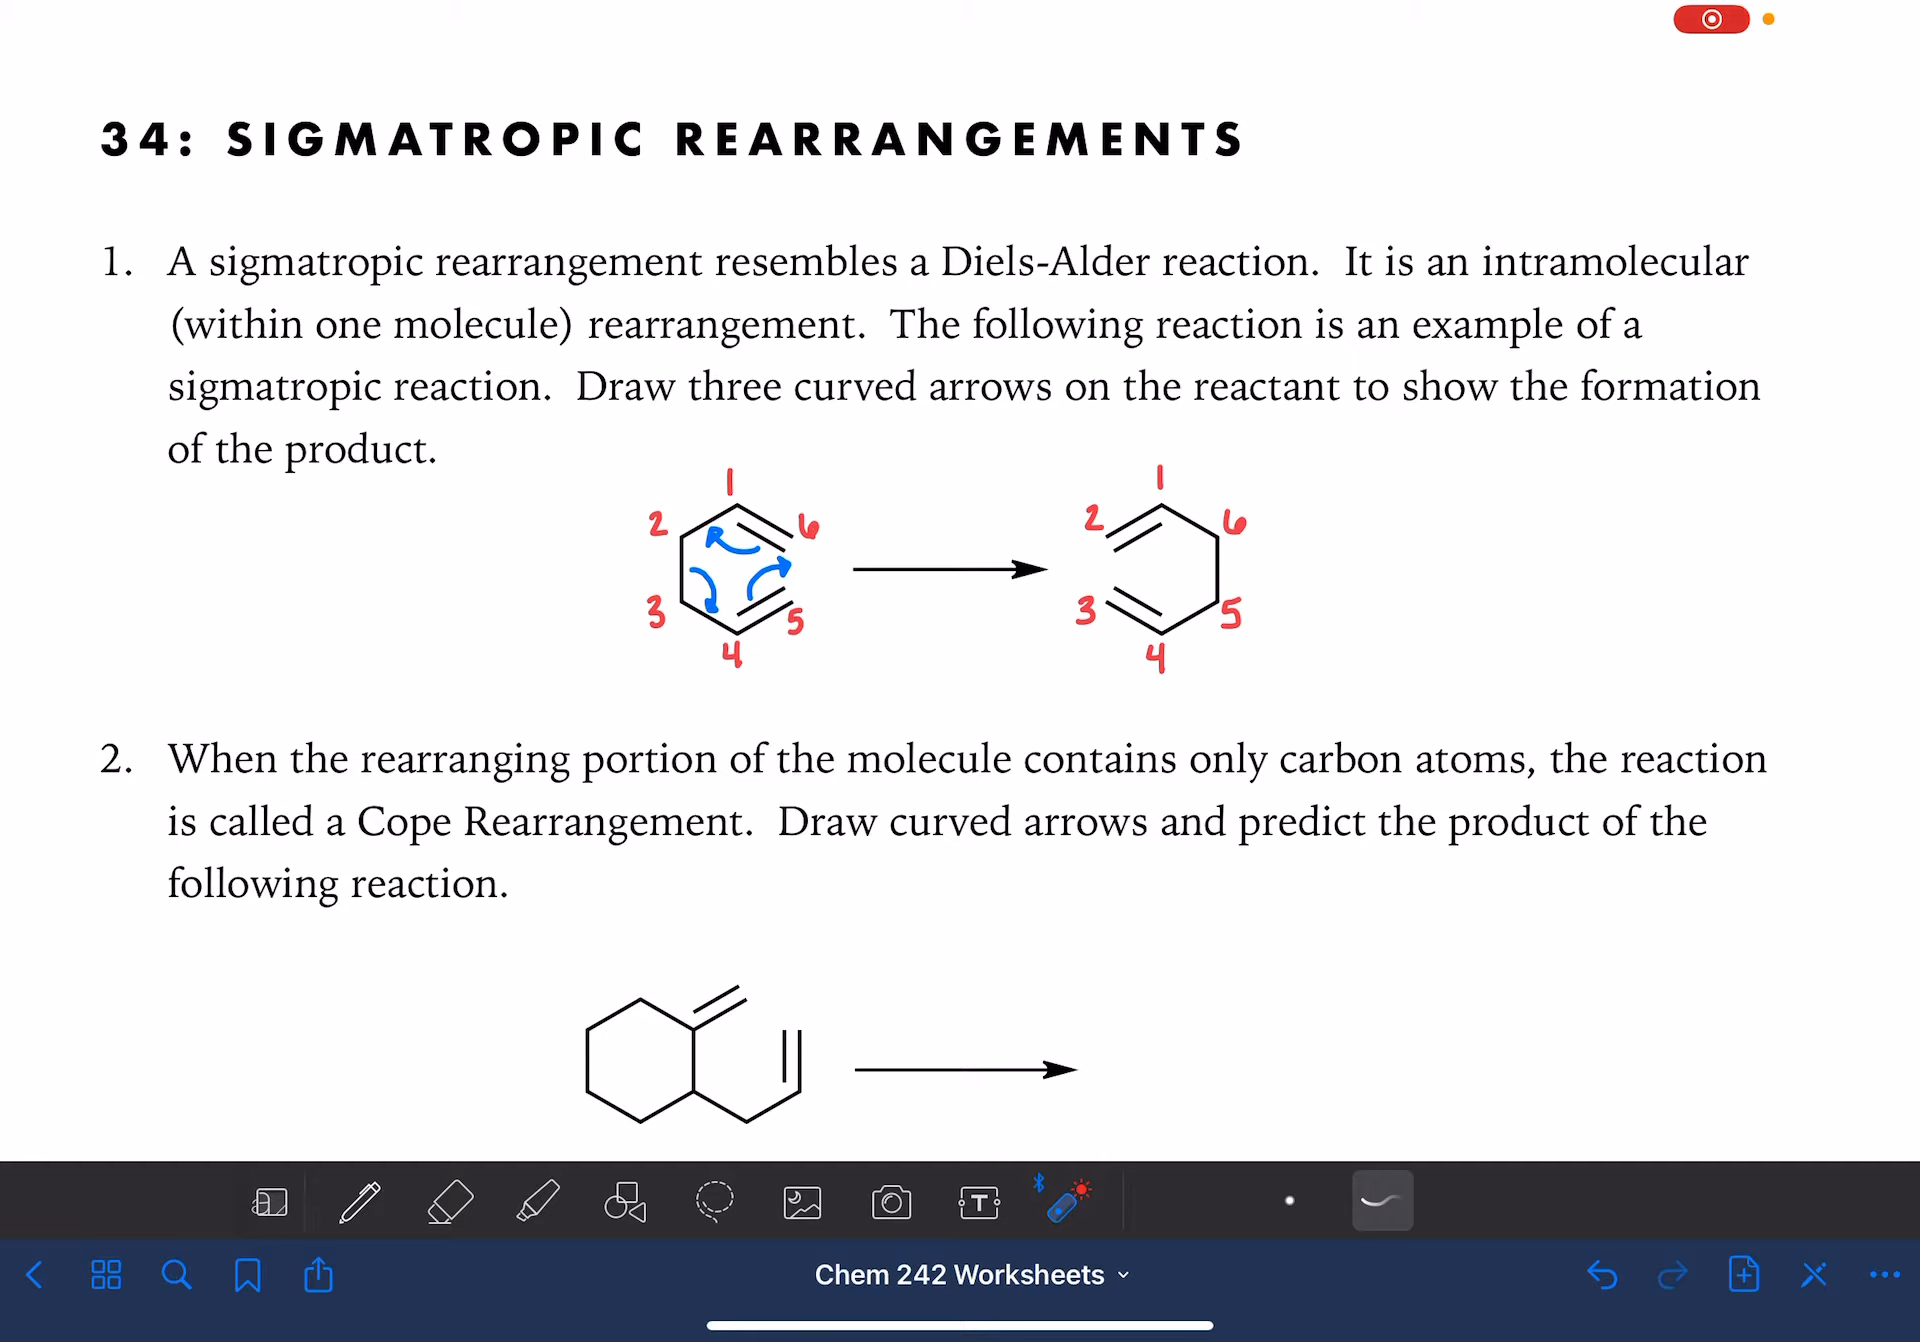 34: SIGMATROPIC REARRANGEMENTS
1. A sigmatropic rearrangement resembles a Diels-Alder reaction. It is an intramolecular
(within one molecule) rearrangement. The following reaction is an example of a
sigmatropic reaction. Draw three curved arrows on the reactant to show the formation
of the product.
1 1
2 6 2 6
3 5 3 5
4 4
2. When the rearranging portion of the molecule contains only carbon atoms, the reaction
is called a Cope Rearrangement. Draw curved arrows and predict the product of the
following reaction.
T
Chem 242 Worksheets